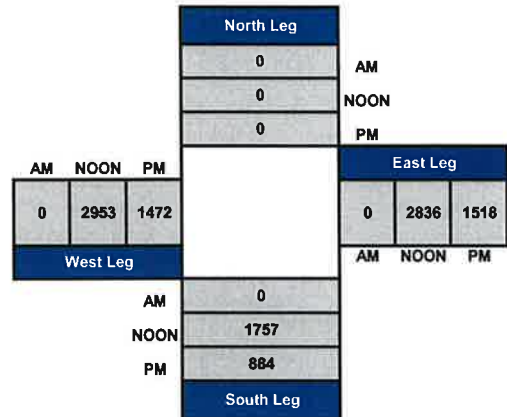 North Leg
0
AM
0
NOON
0
PM
AM NOON PM
East Leg
0 2953 1472
0 2836 1518
West Leg
AM NOON PM
AM
0
NOON
1757
PM
884
South Leg